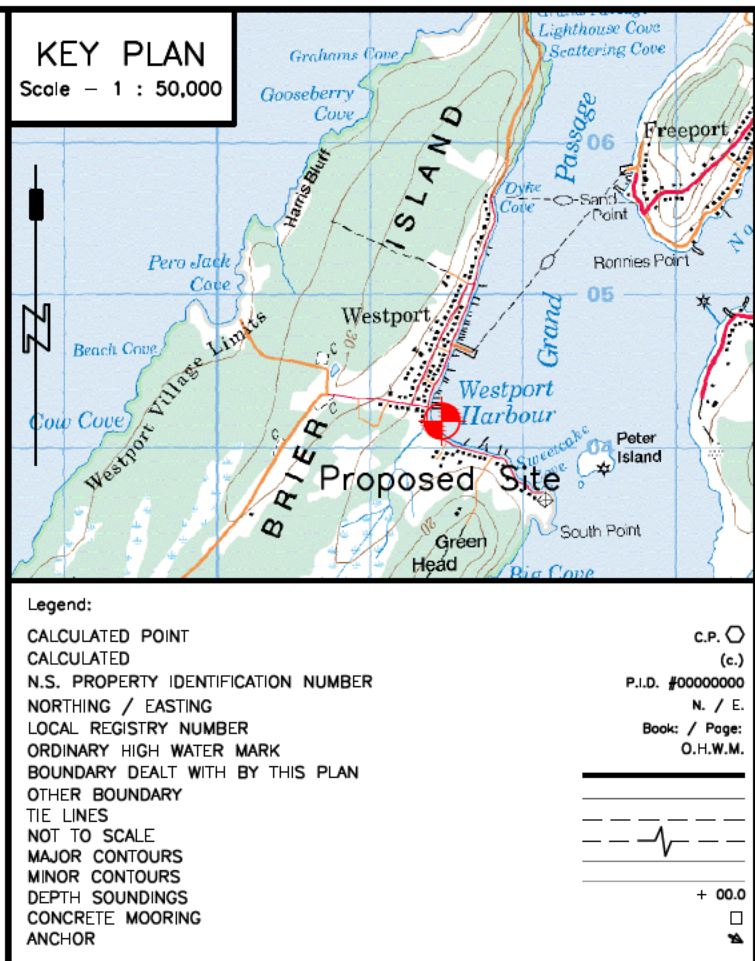 KEY PLAN
Scale – 1 : 50,000
Lighthouse Cove
Scattering Cove
Grahams Cove
Gooseberry
Cove
Passage
06
Freeport
ISLAND
Harris Bluff
Dyke
Cove
Sand
Point
Pero Jack
Cove
Ronnies Point
05
Westport
Grand
30
Beach Cove
Westport Village Limits
Westport
Harbour
Cow Cove
04
Peter
Island
Sweetcake
Cove
BRIER
Proposed Site
20
South Point
Green
Head
Big Cove
Legend:
CALCULATED POINT C.P.
CALCULATED (c.)
N.S. PROPERTY IDENTIFICATION NUMBER P.I.D. #00000000
NORTHING / EASTING N. / E.
LOCAL REGISTRY NUMBER Book: / Page:
ORDINARY HIGH WATER MARK O.H.W.M.
BOUNDARY DEALT WITH BY THIS PLAN
OTHER BOUNDARY
TIE LINES
NOT TO SCALE
MAJOR CONTOURS
MINOR CONTOURS
DEPTH SOUNDINGS + 00.0
CONCRETE MOORING
ANCHOR